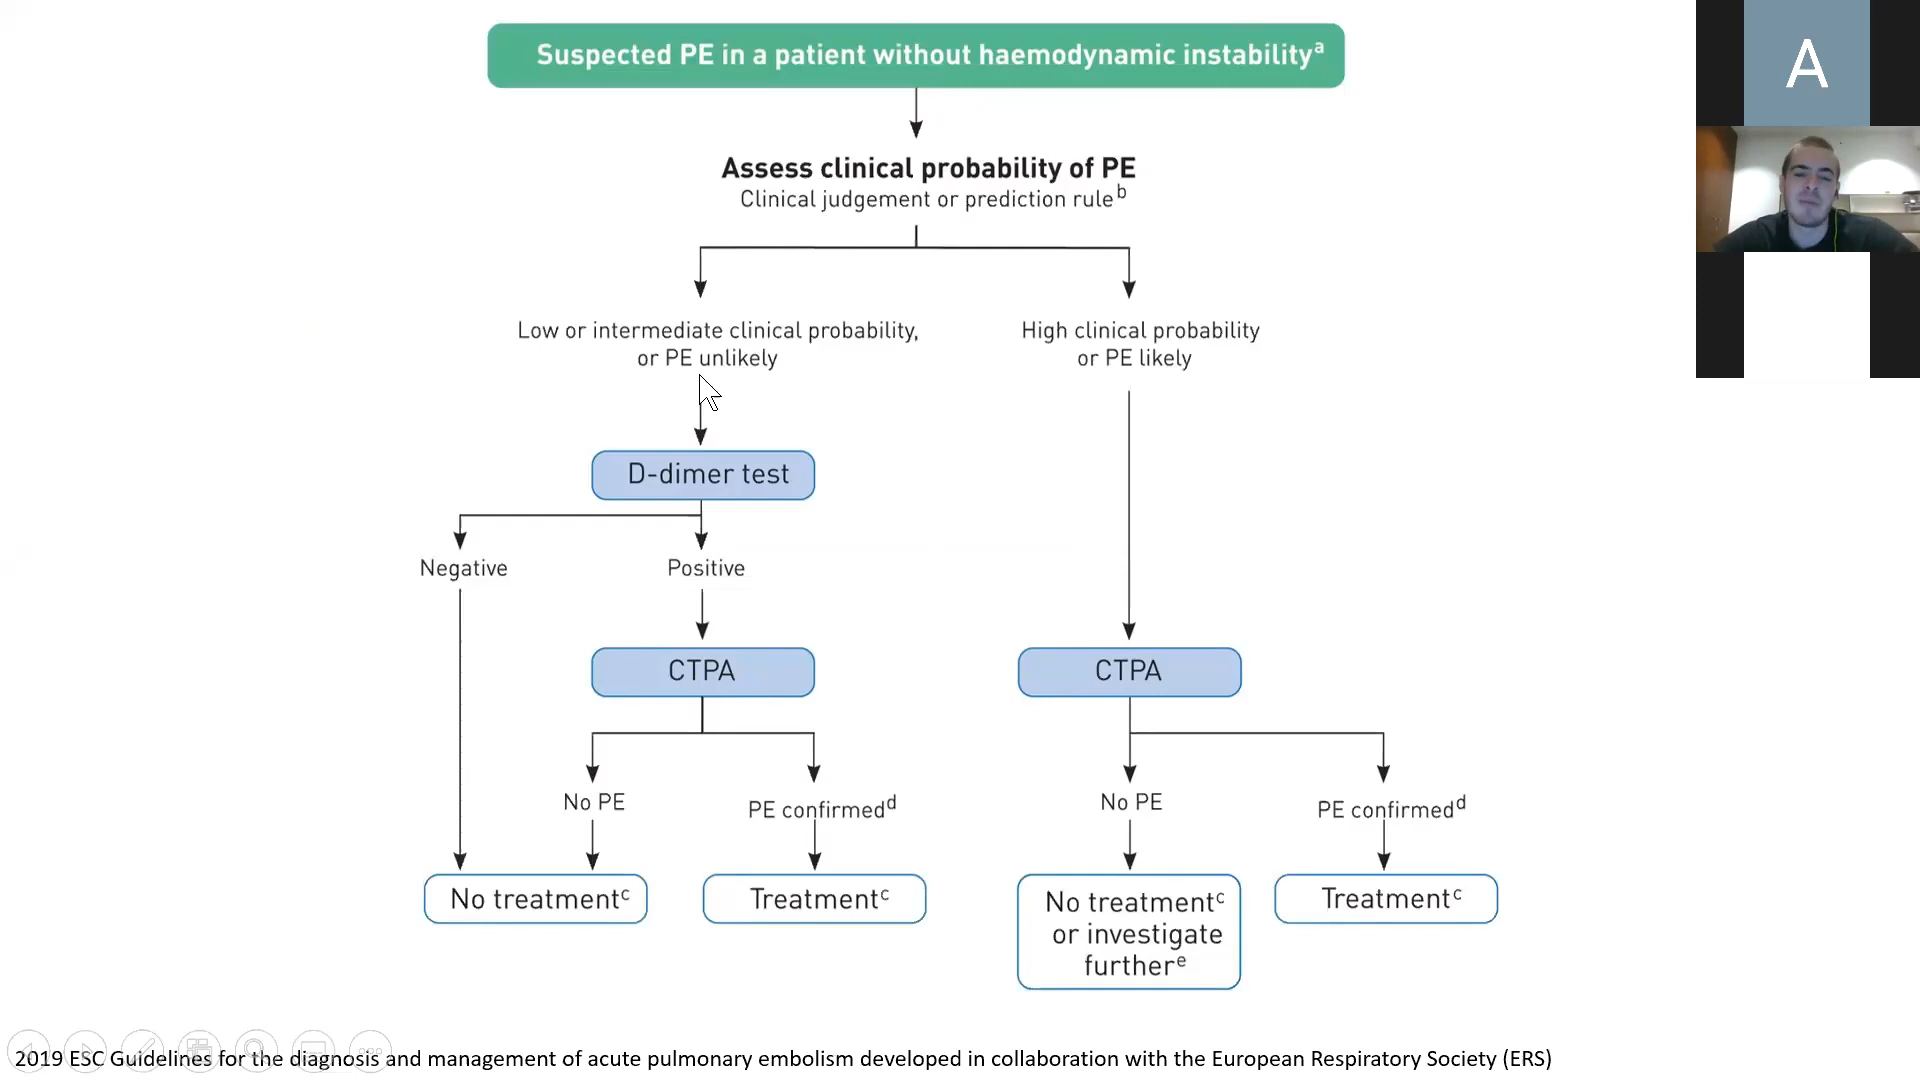 Suspected PE in a patient without haemodynamic instabilityᵃ
A
Assess clinical probability of PE
Clinical judgement or prediction ruleᵇ
Low or intermediate clinical probability,
or PE unlikely
High clinical probability
or PE likely
D-dimer test
Negative
Positive
CTPA
CTPA
No PE
PE confirmedᵈ
No PE
PE confirmedᵈ
No treatmentᶜ
Treatmentᶜ
No treatmentᶜ
or investigate
furtherᵉ
Treatmentᶜ
2019 ESC Guidelines for the diagnosis and management of acute pulmonary embolism developed in collaboration with the European Respiratory Society (ERS)